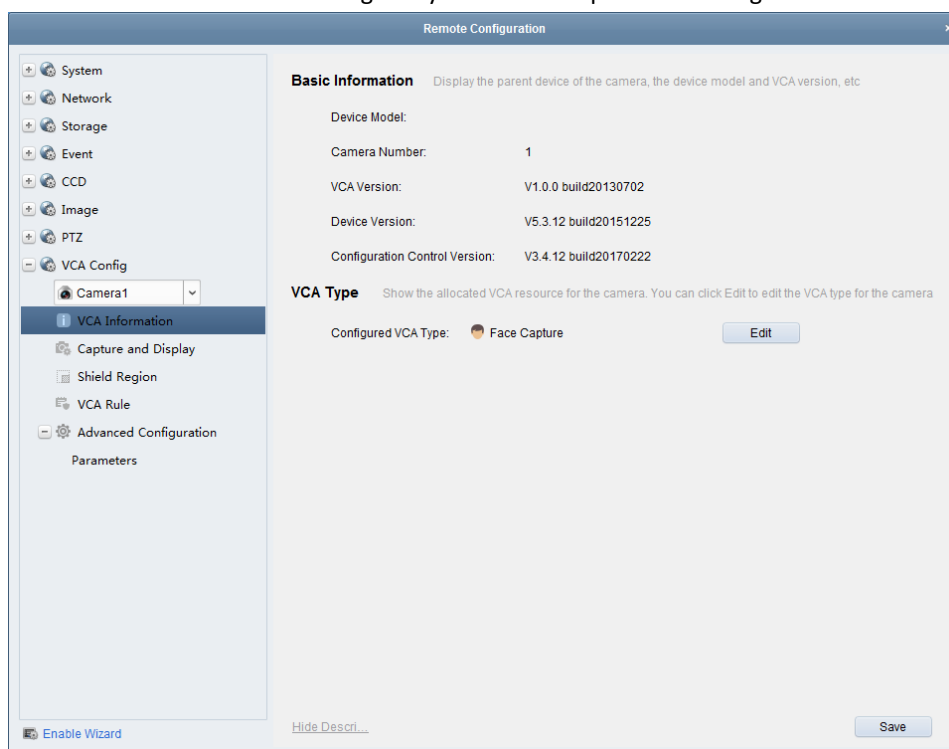 Remote Configuration
System
Network
Storage
Event
CCD
Image
PTZ
VCA Config
Camera1
VCA Information
Capture and Display
Shield Region
VCA Rule
Advanced Configuration
Parameters
Enable Wizard
Basic Information Display the parent device of the camera, the device model and VCA version, etc
Device Model:
Camera Number: 1
VCA Version: V1.0.0 build20130702
Device Version: V5.3.12 build20151225
Configuration Control Version: V3.4.12 build20170222
VCA Type Show the allocated VCA resource for the camera. You can click Edit to edit the VCA type for the camera
Configured VCA Type: Face Capture Edit
Hide Descri... Save